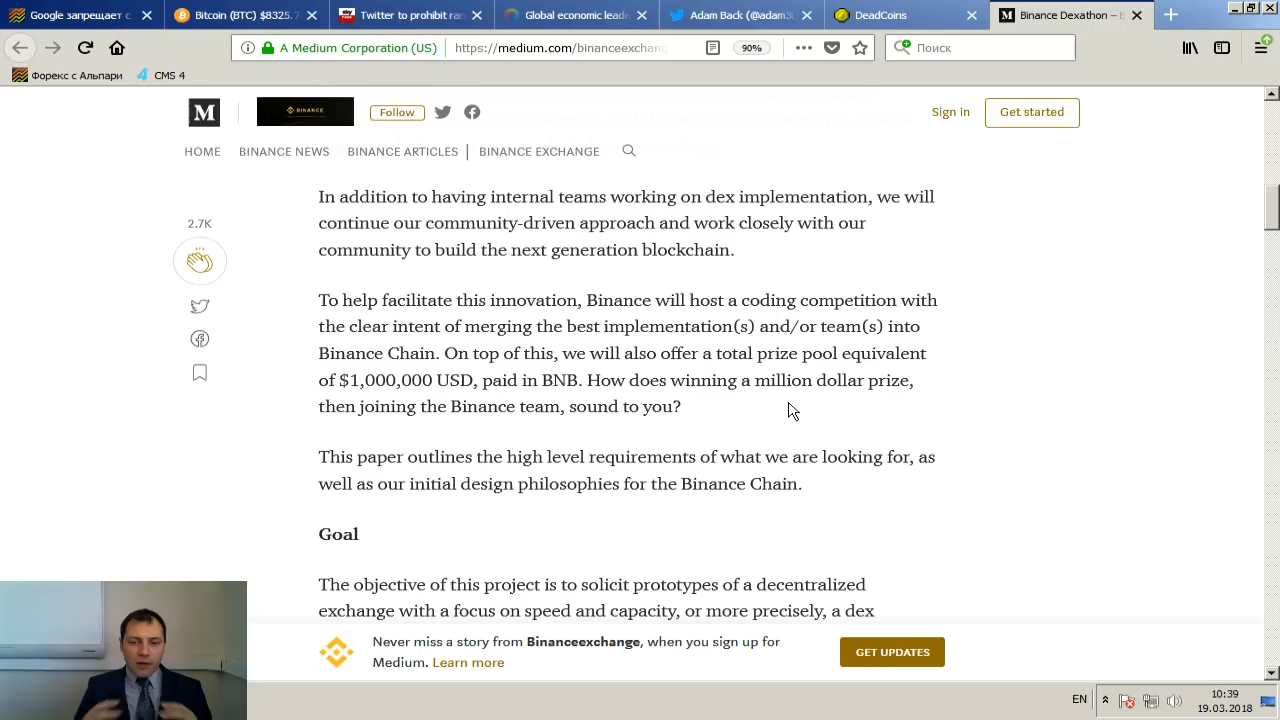 Google запрещает с
Bitcoin (BTC) $8325.7
Twitter to prohibit ran
Global economic leade
Adam Back (@adam3u
DeadCoins
Binance Dexathon – B
A Medium Corporation (US)
https://medium.com/binanceexchang
90%
Поиск
Форекс с Альпари
CMS 4
M
BINANCE
Follow
Sign in
Get started
HOME
BINANCE NEWS
BINANCE ARTICLES
BINANCE EXCHANGE
In addition to having internal teams working on dex implementation, we will
continue our community-driven approach and work closely with our
community to build the next generation blockchain.
2.7K
To help facilitate this innovation, Binance will host a coding competition with
the clear intent of merging the best implementation(s) and/or team(s) into
Binance Chain. On top of this, we will also offer a total prize pool equivalent
of $1,000,000 USD, paid in BNB. How does winning a million dollar prize,
then joining the Binance team, sound to you?
This paper outlines the high level requirements of what we are looking for, as
well as our initial design philosophies for the Binance Chain.
Goal
The objective of this project is to solicit prototypes of a decentralized
exchange with a focus on speed and capacity, or more precisely, a dex
Never miss a story from Binanceexchange, when you sign up for
Medium. Learn more
GET UPDATES
EN
10:39
19.03.2018